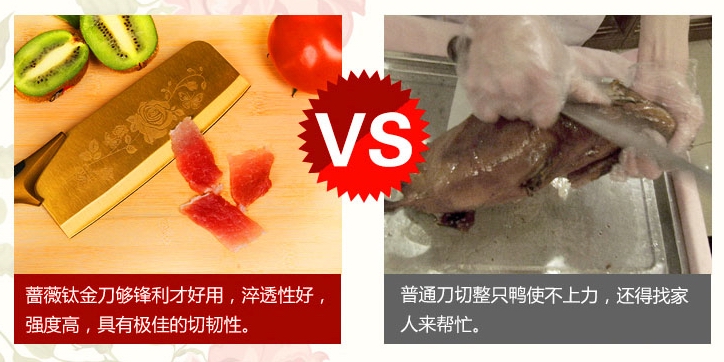 VS
蔷薇钛金刀够锋利才好用，淬透性好，
强度高，具有极佳的切韧性。
普通刀切整只鸭使不上力，还得找家
人来帮忙。